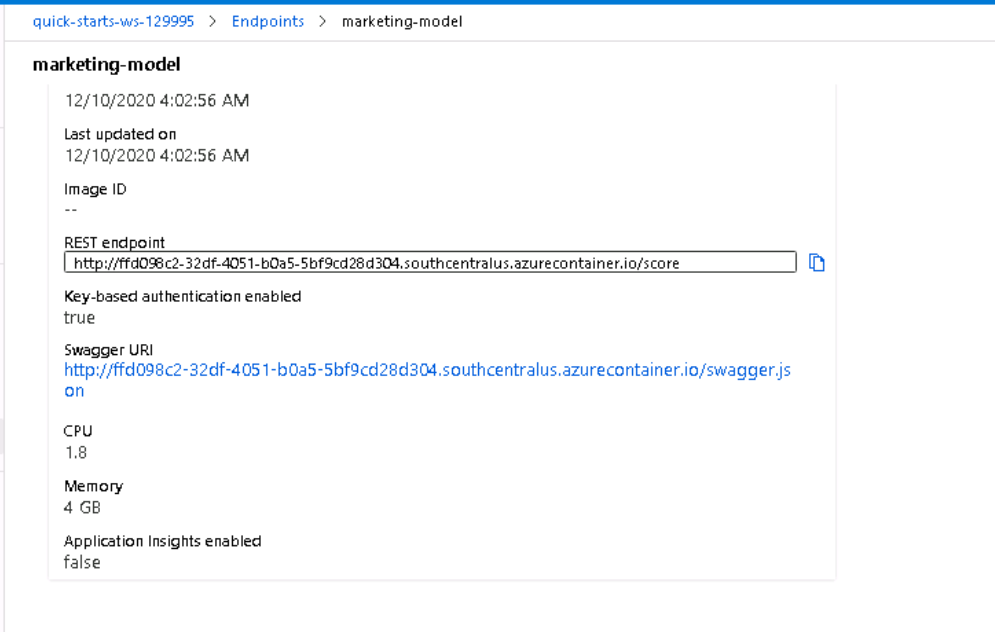 quick-starts-ws-129995 > Endpoints > marketing-model
marketing-model
12/10/2020 4:02:56 AM
Last updated on
12/10/2020 4:02:56 AM
Image ID
--
REST endpoint
http://ffd098c2-32df-4051-b0a5-5bf9cd28d304.southcentralus.azurecontainer.io/score
Key-based authentication enabled
true
Swagger URI
http://ffd098c2-32df-4051-b0a5-5bf9cd28d304.southcentralus.azurecontainer.io/swagger.js
on
CPU
1.8
Memory
4 GB
Application Insights enabled
false